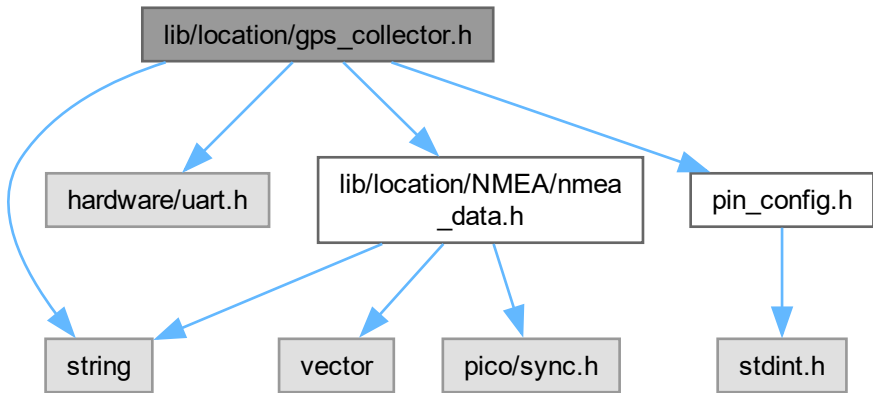 lib/location/gps_collector.h
hardware/uart.h
lib/location/NMEA/nmea
_data.h
pin_config.h
string
vector
pico/sync.h
stdint.h